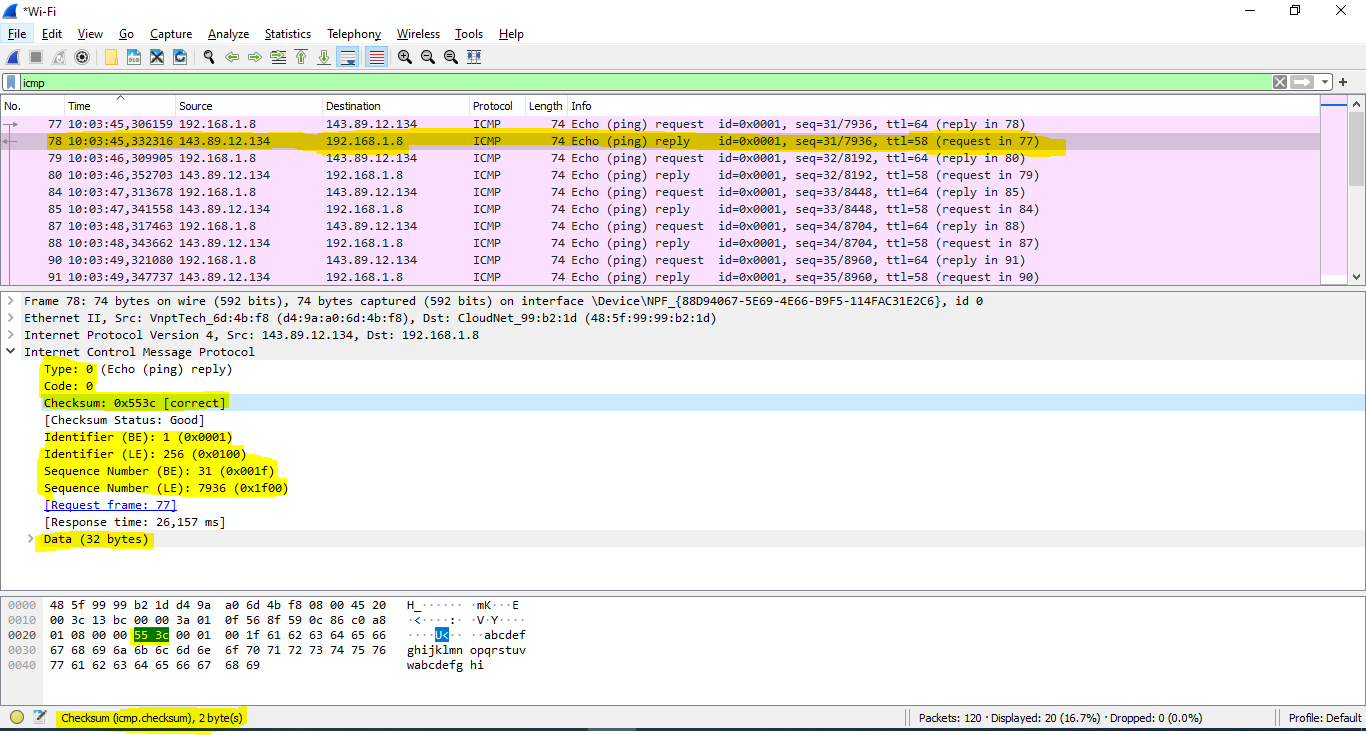 *Wi-Fi
File Edit View Go Capture Analyze Statistics Telephony Wireless Tools Help
icmp
No. Time Source Destination Protocol Length Info
77 10:03:45,306159 192.168.1.8 143.89.12.134 ICMP 74 Echo (ping) request id=0x0001, seq=31/7936, ttl=64 (reply in 78)
78 10:03:45,332316 143.89.12.134 192.168.1.8 ICMP 74 Echo (ping) reply id=0x0001, seq=31/7936, ttl=58 (request in 77)
79 10:03:46,309905 192.168.1.8 143.89.12.134 ICMP 74 Echo (ping) request id=0x0001, seq=32/8192, ttl=64 (reply in 80)
80 10:03:46,352703 143.89.12.134 192.168.1.8 ICMP 74 Echo (ping) reply id=0x0001, seq=32/8192, ttl=58 (request in 79)
84 10:03:47,313678 192.168.1.8 143.89.12.134 ICMP 74 Echo (ping) request id=0x0001, seq=33/8448, ttl=64 (reply in 85)
85 10:03:47,341558 143.89.12.134 192.168.1.8 ICMP 74 Echo (ping) reply id=0x0001, seq=33/8448, ttl=58 (request in 84)
87 10:03:48,317463 192.168.1.8 143.89.12.134 ICMP 74 Echo (ping) request id=0x0001, seq=34/8704, ttl=64 (reply in 88)
88 10:03:48,343662 143.89.12.134 192.168.1.8 ICMP 74 Echo (ping) reply id=0x0001, seq=34/8704, ttl=58 (request in 87)
90 10:03:49,321080 192.168.1.8 143.89.12.134 ICMP 74 Echo (ping) request id=0x0001, seq=35/8960, ttl=64 (reply in 91)
91 10:03:49,347737 143.89.12.134 192.168.1.8 ICMP 74 Echo (ping) reply id=0x0001, seq=35/8960, ttl=58 (request in 90)
Frame 78: 74 bytes on wire (592 bits), 74 bytes captured (592 bits) on interface \Device\NPF_{88D94067-5E69-4E66-B9F5-114FAC31E2C6}, id 0
Ethernet II, Src: VnptTech_6d:4b:f8 (d4:9a:a0:6d:4b:f8), Dst: CloudNet_99:b2:1d (48:5f:99:99:b2:1d)
Internet Protocol Version 4, Src: 143.89.12.134, Dst: 192.168.1.8
Internet Control Message Protocol
Type: 0 (Echo (ping) reply)
Code: 0
Checksum: 0x553c [correct]
[Checksum Status: Good]
Identifier (BE): 1 (0x0001)
Identifier (LE): 256 (0x0100)
Sequence Number (BE): 31 (0x001f)
Sequence Number (LE): 7936 (0x1f00)
[Request frame: 77]
[Response time: 26,157 ms]
Data (32 bytes)
0000 48 5f 99 99 b2 1d d4 9a a0 6d 4b f8 08 00 45 20 H_······ ·mK···E
0010 00 3c 13 bc 00 00 3a 01 0f 56 8f 59 0c 86 c0 a8 ·<····:· ·V·Y····
0020 01 08 00 00 55 3c 00 01 00 1f 61 62 63 64 65 66 ····U<·· ··abcdef
0030 67 68 69 6a 6b 6c 6d 6e 6f 70 71 72 73 74 75 76 ghijklmn opqrstuv
0040 77 61 62 63 64 65 66 67 68 69 wabcdefg hi
Checksum (icmp.checksum), 2 byte(s) Packets: 120 · Displayed: 20 (16.7%) · Dropped: 0 (0.0%) Profile: Default